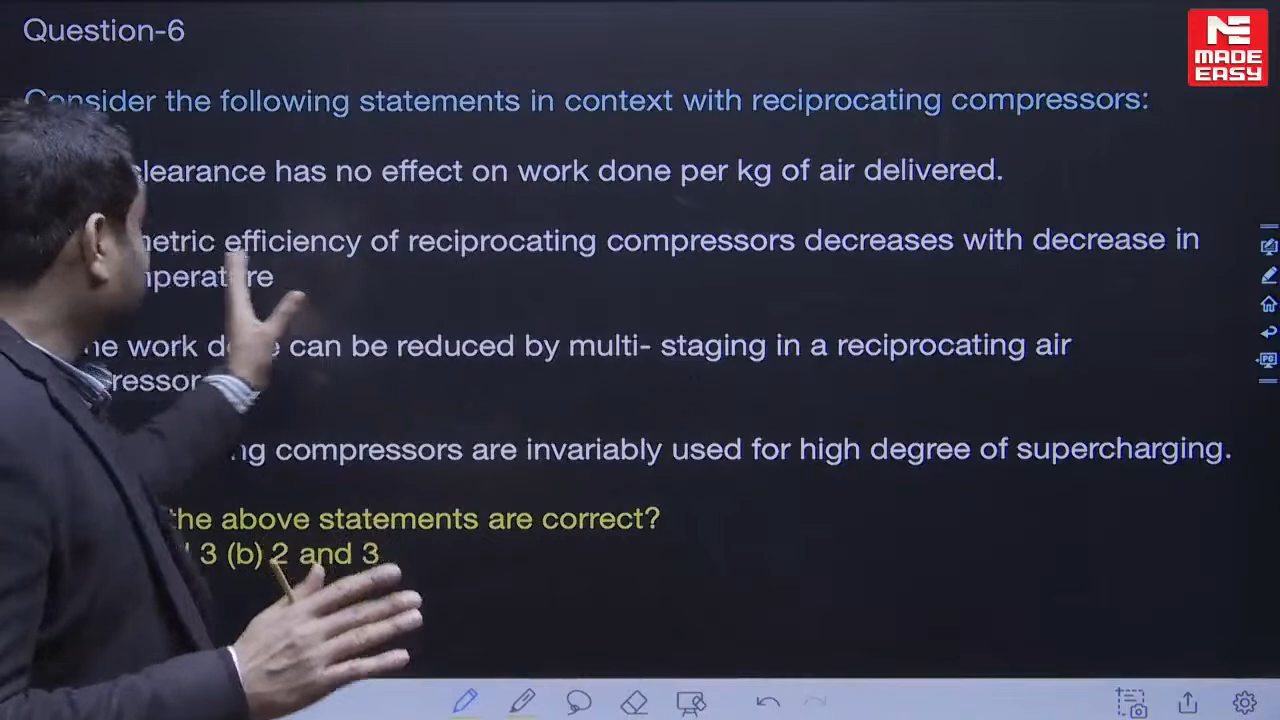 Question-6
MADE
EASY
Consider the following statements in context with reciprocating compressors:
clearance has no effect on work done per kg of air delivered.
efficiency of reciprocating compressors decreases with decrease in
work can be reduced by multi- staging in a reciprocating air
compressors are invariably used for high degree of supercharging.
the above statements are correct?
3 (b) 2 and 3